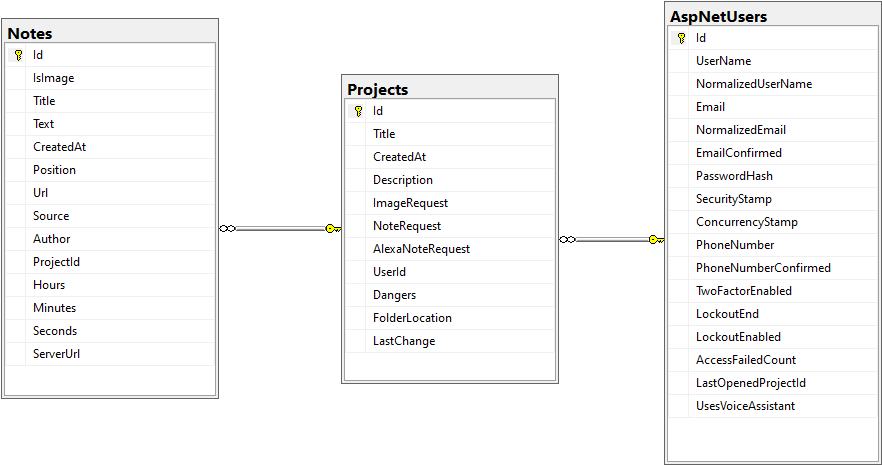 Notes
Id
IsImage
Title
Text
CreatedAt
Position
Url
Source
Author
ProjectId
Hours
Minutes
Seconds
ServerUrl
Projects
Id
Title
CreatedAt
Description
ImageRequest
NoteRequest
AlexaNoteRequest
UserId
Dangers
FolderLocation
LastChange
AspNetUsers
Id
UserName
NormalizedUserName
Email
NormalizedEmail
EmailConfirmed
PasswordHash
SecurityStamp
ConcurrencyStamp
PhoneNumber
PhoneNumberConfirmed
TwoFactorEnabled
LockoutEnd
LockoutEnabled
AccessFailedCount
LastOpenedProjectId
UsesVoiceAssistant